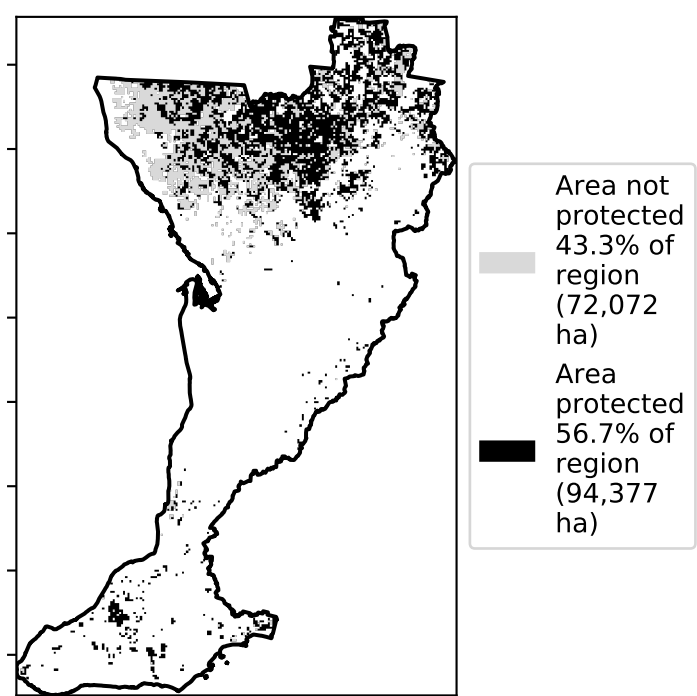 Area not
protected
43.3% of
region
(72,072
ha)
Area
protected
56.7% of
region
(94,377
ha)